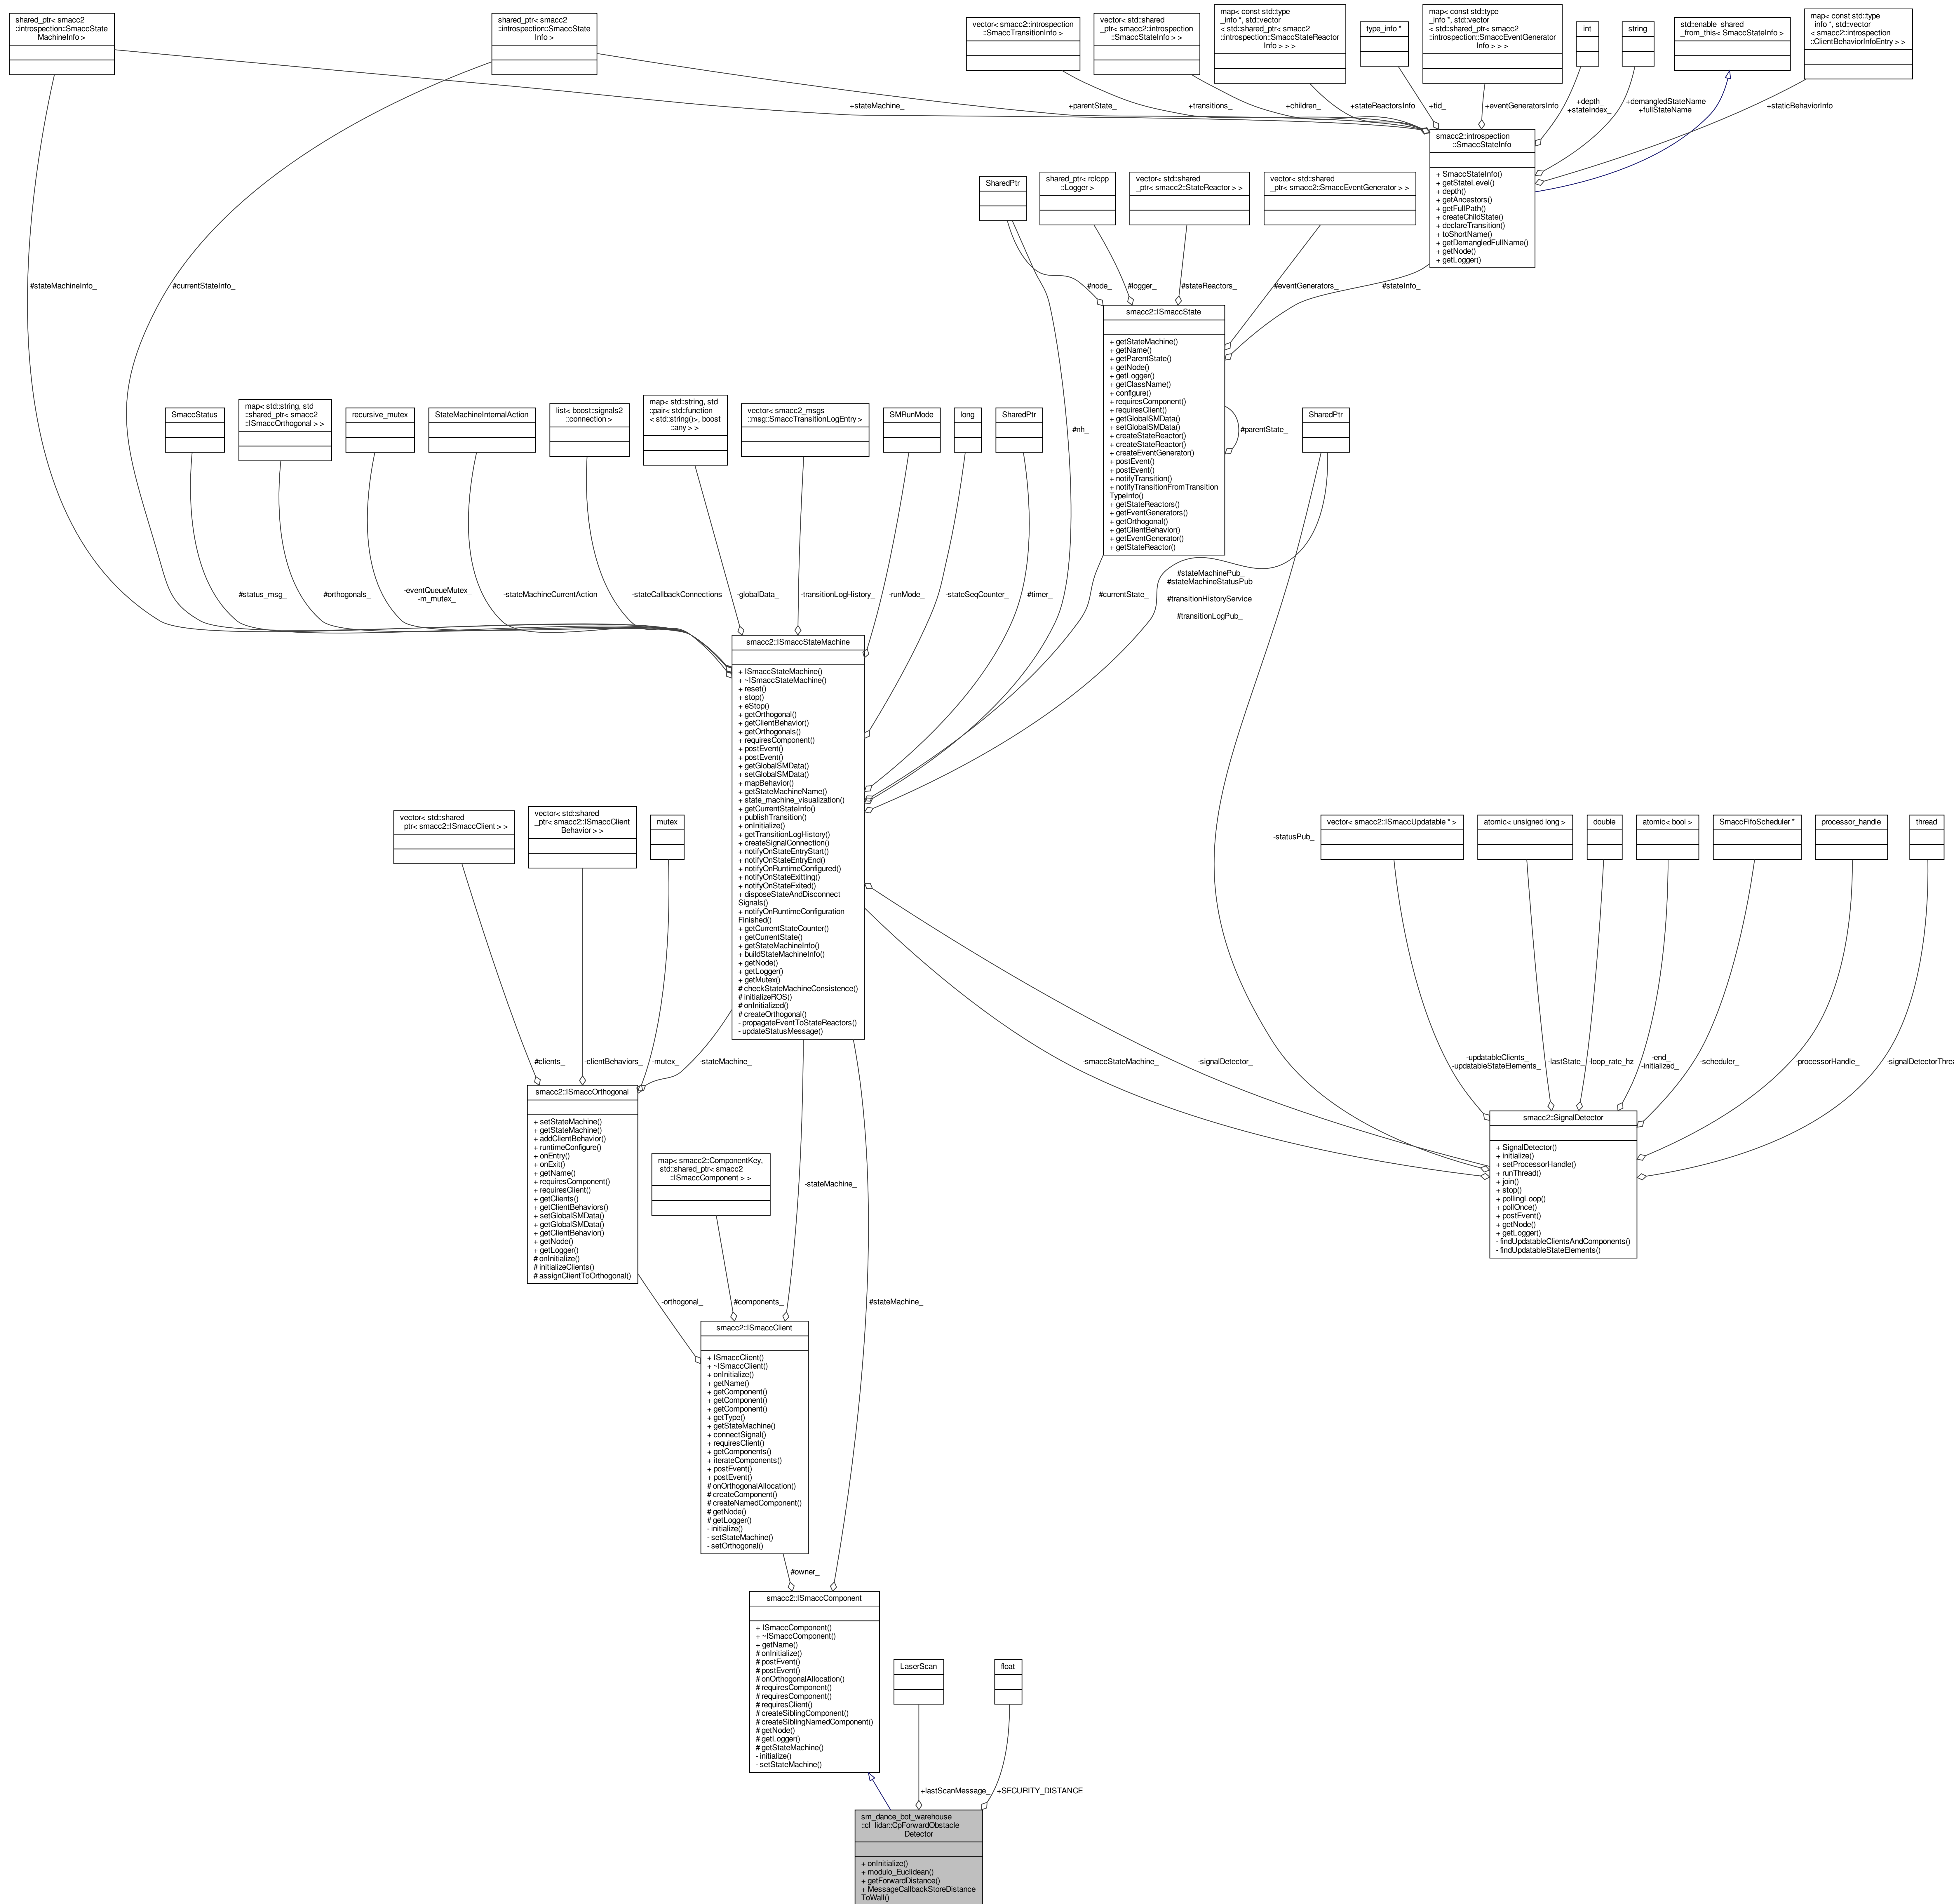 shared_ptr< smacc2
::introspection::SmaccState
MachineInfo >
shared_ptr< smacc2
::introspection::SmaccState
Info >
vector< smacc2::introspection
::SmaccTransitionInfo >
vector< std::shared
_ptr< smacc2::introspection
::SmaccStateInfo > >
map< const std::type
_info *, std::vector
< std::shared_ptr< smacc2
::introspection::SmaccStateReactor
Info > > >
type_info *
map< const std::type
_info *, std::vector
< std::shared_ptr< smacc2
::introspection::SmaccEventGenerator
Info > > >
int
string
std::enable_shared
_from_this< SmaccStateInfo >
map< const std::type
_info *, std::vector
< smacc2::introspection
::ClientBehaviorInfoEntry > >
+stateMachine_
+parentState_
+transitions_
+children_
+stateReactorsInfo
+tid_
+eventGeneratorsInfo
+depth_
+stateIndex_
+demangledStateName
+fullStateName
+staticBehaviorInfo
smacc2::introspection
::SmaccStateInfo
+ SmaccStateInfo()
+ getStateLevel()
+ depth()
+ getAncestors()
+ getFullPath()
+ createChildState()
+ declareTransition()
+ toShortName()
+ getDemangledFullName()
+ getNode()
+ getLogger()
SharedPtr
shared_ptr< rclcpp
::Logger >
vector< std::shared
_ptr< smacc2::StateReactor > >
vector< std::shared
_ptr< smacc2::SmaccEventGenerator > >
#stateMachineInfo_
#currentStateInfo_
#node_
#logger_
#stateReactors_
#eventGenerators_
#stateInfo_
smacc2::ISmaccState
+ getStateMachine()
+ getName()
+ getParentState()
+ getNode()
+ getLogger()
+ getClassName()
+ configure()
+ requiresComponent()
+ requiresClient()
+ getGlobalSMData()
+ setGlobalSMData()
+ createStateReactor()
+ createStateReactor()
+ createEventGenerator()
+ postEvent()
+ postEvent()
+ notifyTransition()
+ notifyTransitionFromTransition
TypeInfo()
+ getStateReactors()
+ getEventGenerators()
+ getOrthogonal()
+ getClientBehavior()
+ getEventGenerator()
+ getStateReactor()
#parentState_
SmaccStatus
map< std::string, std
::shared_ptr< smacc2
::ISmaccOrthogonal > >
recursive_mutex
StateMachineInternalAction
list< boost::signals2
::connection >
map< std::string, std
::pair< std::function
< std::string()>, boost
::any > >
vector< smacc2_msgs
::msg::SmaccTransitionLogEntry >
SMRunMode
long
SharedPtr
#nh_
SharedPtr
#status_msg_
#orthogonals_
-eventQueueMutex_
-m_mutex_
-stateMachineCurrentAction
-stateCallbackConnections
-globalData_
-transitionLogHistory_
-runMode_
-stateSeqCounter_
#timer_
#currentState_
#stateMachinePub_
#stateMachineStatusPub
_
#transitionHistoryService
_
#transitionLogPub_
smacc2::ISmaccStateMachine
+ ISmaccStateMachine()
+ ~ISmaccStateMachine()
+ reset()
+ stop()
+ eStop()
+ getOrthogonal()
+ getClientBehavior()
+ getOrthogonals()
+ requiresComponent()
+ postEvent()
+ postEvent()
+ getGlobalSMData()
+ setGlobalSMData()
+ mapBehavior()
+ getStateMachineName()
+ state_machine_visualization()
+ getCurrentStateInfo()
+ publishTransition()
+ onInitialize()
+ getTransitionLogHistory()
+ createSignalConnection()
+ notifyOnStateEntryStart()
+ notifyOnStateEntryEnd()
+ notifyOnRuntimeConfigured()
+ notifyOnStateExitting()
+ notifyOnStateExited()
+ disposeStateAndDisconnect
Signals()
+ notifyOnRuntimeConfiguration
Finished()
+ getCurrentStateCounter()
+ getCurrentState()
+ getStateMachineInfo()
+ buildStateMachineInfo()
+ getNode()
+ getLogger()
+ getMutex()
# checkStateMachineConsistence()
# initializeROS()
# onInitialized()
# createOrthogonal()
- propagateEventToStateReactors()
- updateStatusMessage()
vector< std::shared
_ptr< smacc2::ISmaccClient > >
vector< std::shared
_ptr< smacc2::ISmaccClient
Behavior > >
mutex
-statusPub_
vector< smacc2::ISmaccUpdatable * >
atomic< unsigned long >
double
atomic< bool >
SmaccFifoScheduler *
processor_handle
thread
#clients_
-clientBehaviors_
-mutex_
-stateMachine_
-smaccStateMachine_
-signalDetector_
-updatableClients_
-updatableStateElements_
-lastState_
-loop_rate_hz
-end_
-initialized_
-scheduler_
-processorHandle_
-signalDetectorThrea
smacc2::ISmaccOrthogonal
+ setStateMachine()
+ getStateMachine()
+ addClientBehavior()
+ runtimeConfigure()
+ onEntry()
+ onExit()
+ getName()
+ requiresComponent()
+ requiresClient()
+ getClients()
+ getClientBehaviors()
+ setGlobalSMData()
+ getGlobalSMData()
+ getClientBehavior()
+ getNode()
+ getLogger()
# onInitialize()
# initializeClients()
# assignClientToOrthogonal()
smacc2::SignalDetector
+ SignalDetector()
+ initialize()
+ setProcessorHandle()
+ runThread()
+ join()
+ stop()
+ pollingLoop()
+ pollOnce()
+ postEvent()
+ getNode()
+ getLogger()
- findUpdatableClientsAndComponents()
- findUpdatableStateElements()
map< smacc2::ComponentKey,
std::shared_ptr< smacc2
::ISmaccComponent > >
-stateMachine_
-orthogonal_
#components_
#stateMachine_
smacc2::ISmaccClient
+ ISmaccClient()
+ ~ISmaccClient()
+ onInitialize()
+ getName()
+ getComponent()
+ getComponent()
+ getComponent()
+ getType()
+ getStateMachine()
+ connectSignal()
+ requiresClient()
+ getComponents()
+ iterateComponents()
+ postEvent()
+ postEvent()
# onOrthogonalAllocation()
# createComponent()
# createNamedComponent()
# getNode()
# getLogger()
- initialize()
- setStateMachine()
- setOrthogonal()
#owner_
smacc2::ISmaccComponent
+ ISmaccComponent()
+ ~ISmaccComponent()
+ getName()
# onInitialize()
# postEvent()
# postEvent()
# onOrthogonalAllocation()
# requiresComponent()
# requiresComponent()
# requiresClient()
# createSiblingComponent()
# createSiblingNamedComponent()
# getNode()
# getLogger()
# getStateMachine()
- initialize()
- setStateMachine()
LaserScan
float
+lastScanMessage_
+SECURITY_DISTANCE
sm_dance_bot_warehouse
::cl_lidar::CpForwardObstacle
Detector
+ onInitialize()
+ modulo_Euclidean()
+ getForwardDistance()
+ MessageCallbackStoreDistance
ToWall()